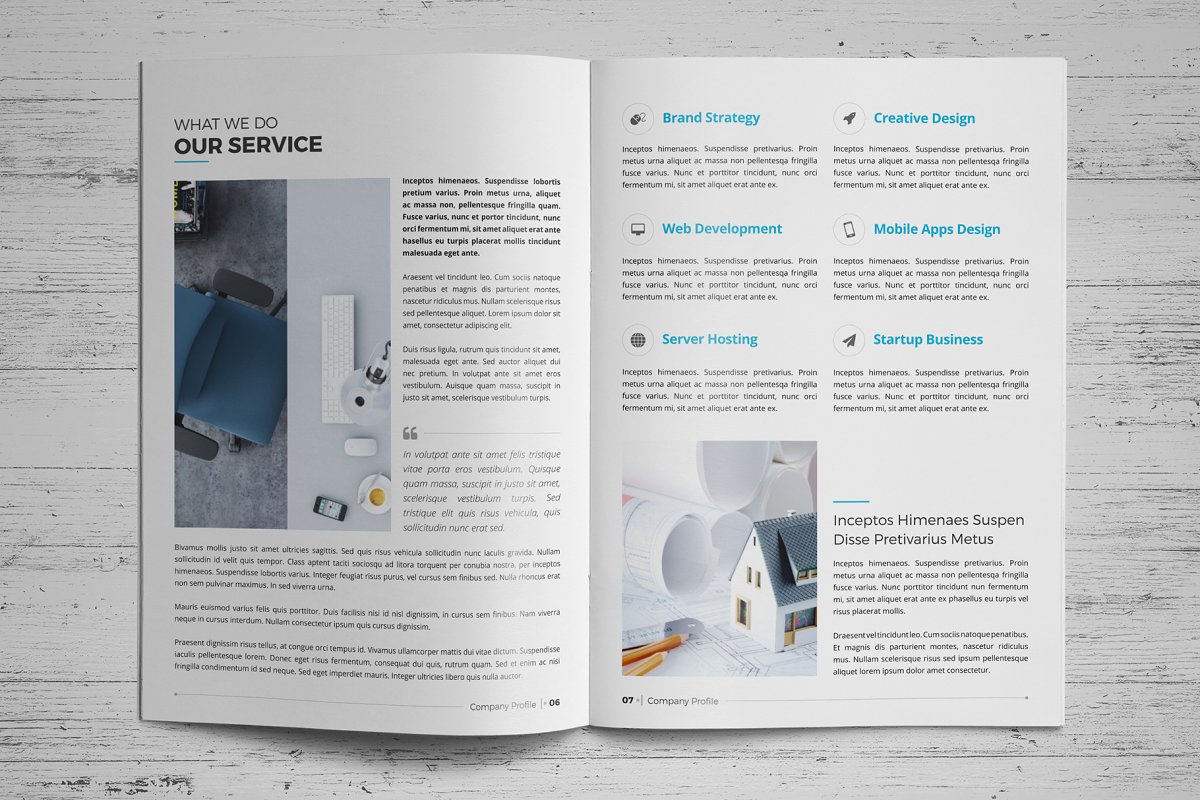 WHAT WE DO
OUR SERVICE
Inceptos himenaeos. Suspendisse lobortis
pretium varius. Proin metus urna, aliquet
ac massa non, pellentesque fringilla quam.
Fusce varius, nunc et portor tincidunt, nunc
orci fermentum mi, sit amet aliquet erat ante
hasellus eu turpis placerat mollis tincidunt
malesuada eget ante.
Araesent vel tincidunt leo. Cum sociis natoque
penatibus et magnis dis parturient montes,
nascetur ridiculus mus. Nullam scelerisque risus
sed pellentesque aliquet. Lorem ipsum dolor sit
amet, consectetur adipiscing elit.
Duis risus ligula, rutrum quis tincidunt sit amet,
malesuada eget ante. Sed auctor aliquet dui
nec pretium. In volutpat ante sit amet eros
vestibulum. Auisque quam massa, suscipit in
justo sit amet, scelerisque vestibulum turpis.
In volutpat ante sit amet felis tristique
vitae porta eros vestibulum. Quisque
quam massa, suscipit in justo sit amet,
scelerisque vestibulum turpis. Sed
tristique elit quis risus vehicula, quis
sollicitudin nunc erat sed.
Bivamus mollis justo sit amet ultricies sagittis. Sed quis risus vehicula sollicitudin nunc iaculis gravida. Nullam
sollicitudin id velit quis tempor. Class aptent taciti sociosqu ad litora torquent per conubia nostra, per inceptos
himenaeos. Suspendisse lobortis varius. Integer feugiat risus purus, vel cursus sem finibus sed. Nulla rhoncus erat
non sem pulvinar maximus. In sed viverra urna.
Mauris euismod varius felis quis porttitor. Duis facilisis nisi id nisl dignissim, in cursus sem finibus. Nam viverra
neque in cursus interdum. Nullam consectetur ipsum quis cursus dignissim.
Praesent dignissim risus tellus, at congue orci tempus id. Vivamus ullamcorper mattis dui vitae dictum. Suspendisse
iaculis pellentesque lorem. Donec eget risus fermentum, consequat dui quis, rutrum quam. Sed et enim ac nisi
fringilla condimentum id sed neque. Sed eget imperdiet mauris. Integer ultricies libero quis nulla auctor.
Company Profile 06
Brand Strategy
Inceptos himenaeos. Suspendisse pretivarius. Proin
metus urna aliquet ac massa non pellentesqa fringilla
fusce varius. Nunc et porttitor tincidunt, nunc orci
fermentum mi, sit amet aliquet erat ante ex.
Creative Design
Inceptos himenaeos. Suspendisse pretivarius. Proin
metus urna aliquet ac massa non pellentesqa fringilla
fusce varius. Nunc et porttitor tincidunt, nunc orci
fermentum mi, sit amet aliquet erat ante ex.
Web Development
Inceptos himenaeos. Suspendisse pretivarius. Proin
metus urna aliquet ac massa non pellentesqa fringilla
fusce varius. Nunc et porttitor tincidunt, nunc orci
fermentum mi, sit amet aliquet erat ante ex.
Mobile Apps Design
Inceptos himenaeos. Suspendisse pretivarius. Proin
metus urna aliquet ac massa non pellentesqa fringilla
fusce varius. Nunc et porttitor tincidunt, nunc orci
fermentum mi, sit amet aliquet erat ante ex.
Server Hosting
Inceptos himenaeos. Suspendisse pretivarius. Proin
metus urna aliquet ac massa non pellentesqa fringilla
fusce varius. Nunc et porttitor tincidunt, nunc orci
fermentum mi, sit amet aliquet erat ante ex.
Startup Business
Inceptos himenaeos. Suspendisse pretivarius. Proin
metus urna aliquet ac massa non pellentesqa fringilla
fusce varius. Nunc et porttitor tincidunt, nunc orci
fermentum mi, sit amet aliquet erat ante ex.
Inceptos Himenaes Suspen
Disse Pretivarius Metus
Inceptos himenaeos. Suspendisse pretivarius. Proin
metus urna aliquet ac massa non pellentesqa fringilla
fusce varius. Nunc porttitor tincidunt nun fermentum
mi, sit amet aliquet erat ante ex phasellus eu turpis vel
risus placerat mollis.
Draesent vel tincidunt leo. Cum sociis natoque penatibus.
Et magnis dis parturient montes, nascetur ridiculus
mus. Nullam scelerisque risus sed ipsum pellentesque
aliquet lorem ipsum dolor amet consectetur.
07 Company Profile